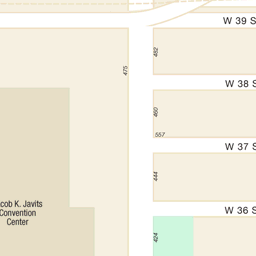 W 39 S
482
475
W 38 S
460
557
W 37 S
444
W 36 S
cob K. Javits
Convention
Center
424